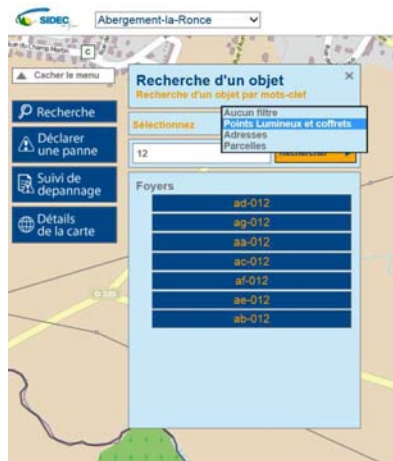 SIDEC
Abergement-la-Ronce
C
Cacher le menu
Recherche
Déclarer
une panne
Suivi de
depannage
Détails
de la carte
Recherche d'un objet
Recherche d'un objet par mots-clef
Sélectionnez
Aucun filtre
Points Lumineux et coffrets
Adresses
Parcelles
12
Rechercher
Foyers
ad-012
ag-012
aa-012
ac-012
af-012
ae-012
ab-012